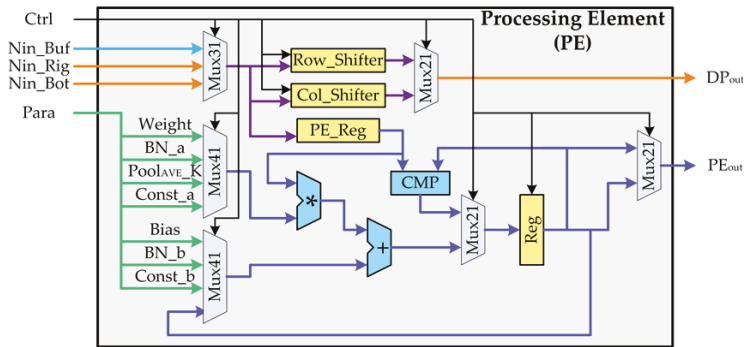 Ctrl
Processing Element
(PE)
Nin_Buf
Nin_Rig
Nin_Bot
Mux31
Row_Shifter
Col_Shifter
Mux21
DPout
Para
PE_Reg
Weight
BN_a
PoolAVE_K
Const_a
Mux41
*
CMP
Mux21
PEout
Bias
BN_b
Const_b
Mux41
+
Mux21
Reg